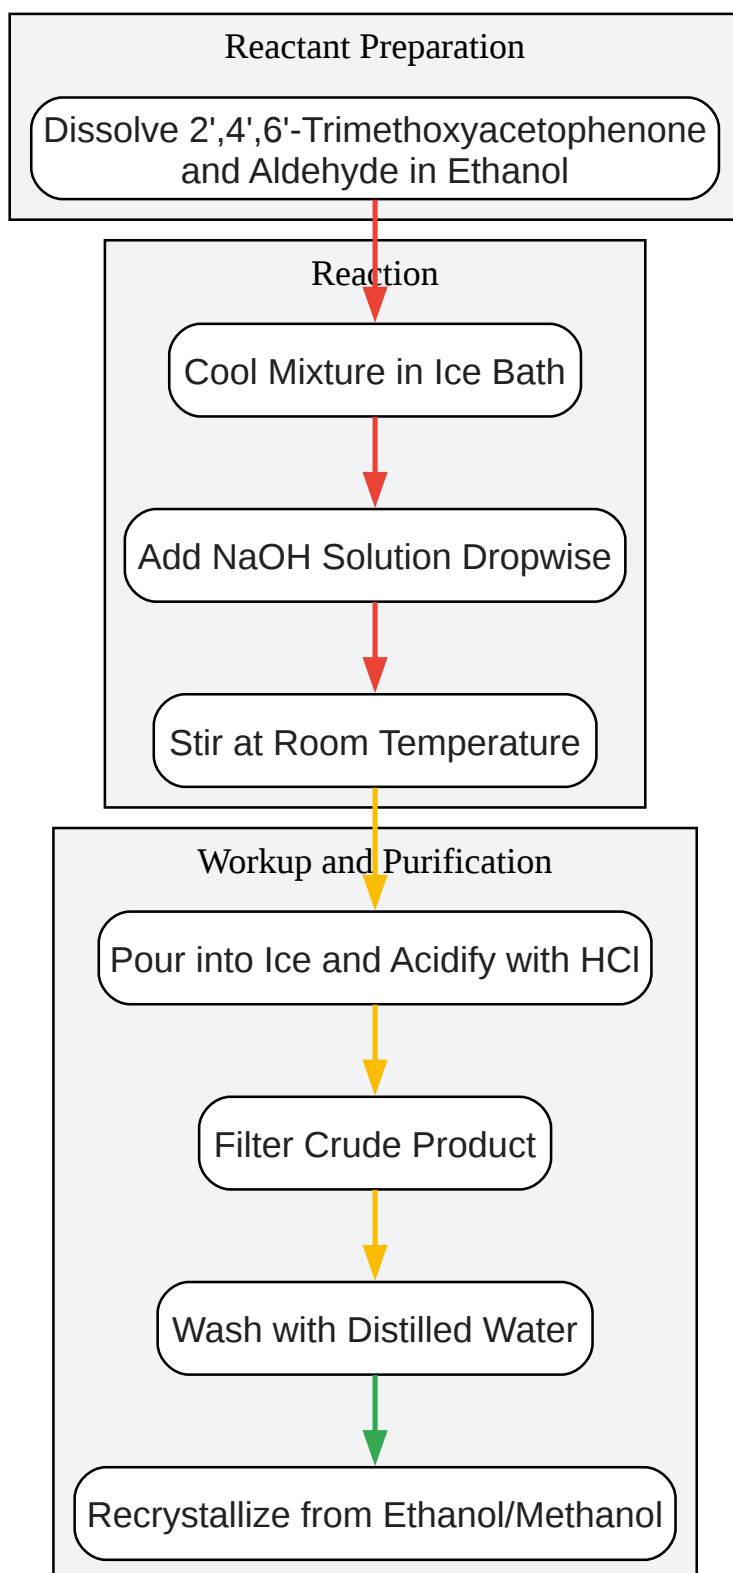 Reactant Preparation
Dissolve 2',4',6'-Trimethoxyacetophenone
and Aldehyde in Ethanol
Reaction
Cool Mixture in Ice Bath
Add NaOH Solution Dropwise
Stir at Room Temperature
Workup and Purification
Pour into Ice and Acidify with HCl
Filter Crude Product
Wash with Distilled Water
Recrystallize from Ethanol/Methanol